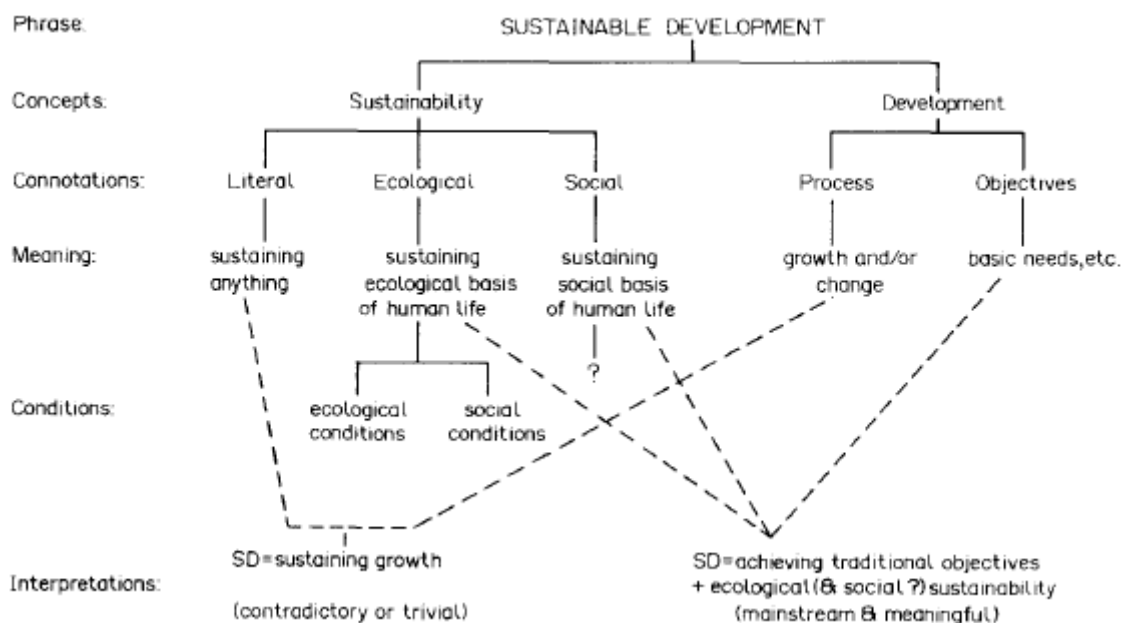 Phrase: SUSTAINABLE DEVELOPMENT
Concepts: Sustainability Development
Connotations: Literal Ecological Social Process Objectives
Meaning: sustaining sustaining sustaining growth and/or basic needs, etc.
anything ecological basis social basis change
of human life of human life
?
Conditions: ecological social
conditions conditions
SD=sustaining growth SD=achieving traditional objectives
Interpretations: + ecological(& social ?) sustainability
(contradictory or trivial) (mainstream & meaningful)